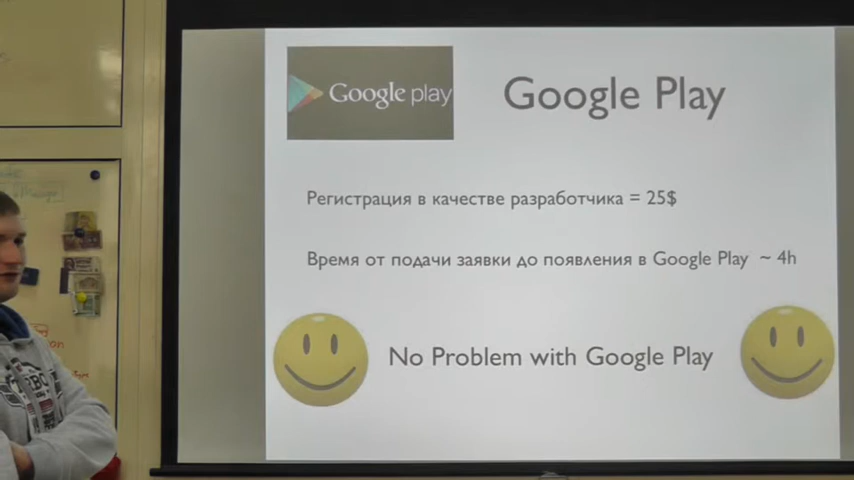 Google play
Google Play
Регистрация в качестве разработчика = 25$
Время от подачи заявки до появления в Google Play ~ 4h
No Problem with Google Play